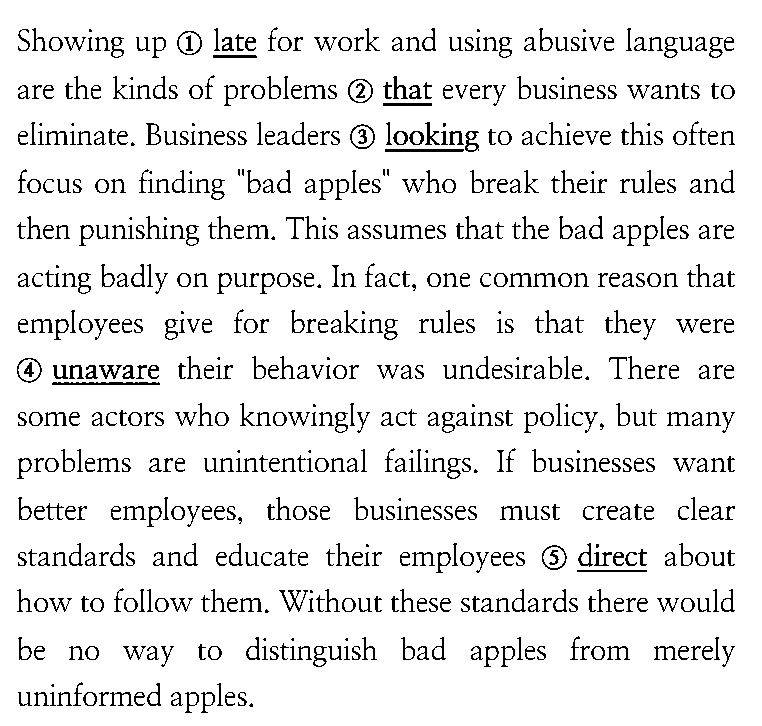 Showing up ① late for work and using abusive language
are the kinds of problems ② that every business wants to
eliminate. Business leaders ③ looking to achieve this often
focus on finding "bad apples" who break their rules and
then punishing them. This assumes that the bad apples are
acting badly on purpose. In fact, one common reason that
employees give for breaking rules is that they were
④ unaware their behavior was undesirable. There are
some actors who knowingly act against policy, but many
problems are unintentional failings. If businesses want
better employees, those businesses must create clear
standards and educate their employees ⑤ direct about
how to follow them. Without these standards there would
be no way to distinguish bad apples from merely
uninformed apples.